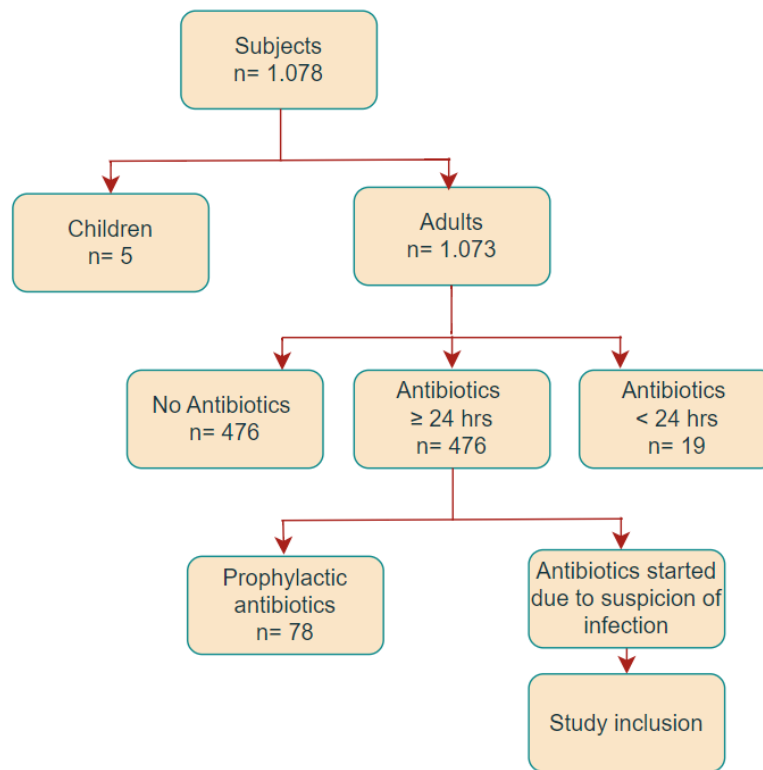 Subjects
n= 1.078
Children
n= 5
Adults
n= 1.073
No Antibiotics
n= 476
Antibiotics
≥ 24 hrs
n= 476
Antibiotics
< 24 hrs
n= 19
Prophylactic
antibiotics
n= 78
Antibiotics started
due to suspicion of
infection
Study inclusion